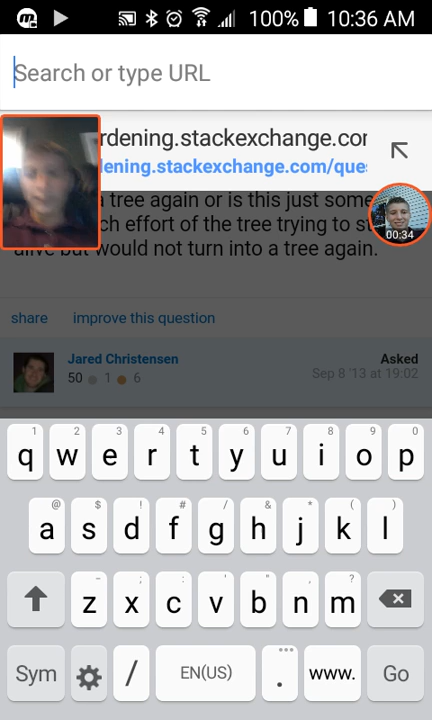 100% 10:36 AM
Search or type URL
rdening.stackexchange.com
dening.stackexchange.com/ques
00:34
a tree again or is this just some
ch effort of the tree trying to s
alive but would not turn into a tree again.
share improve this question
Jared Christensen Asked
50 1 6 Sep 8 '13 at 19:02
1 2 3 4 5 6 7 8 9 0
q w e r t y u i o p
@ $ ! # / & * ( )
a s d f g h j k l
- ; : ' " , ?
z x c v b n m
Sym / EN(US) . www. Go